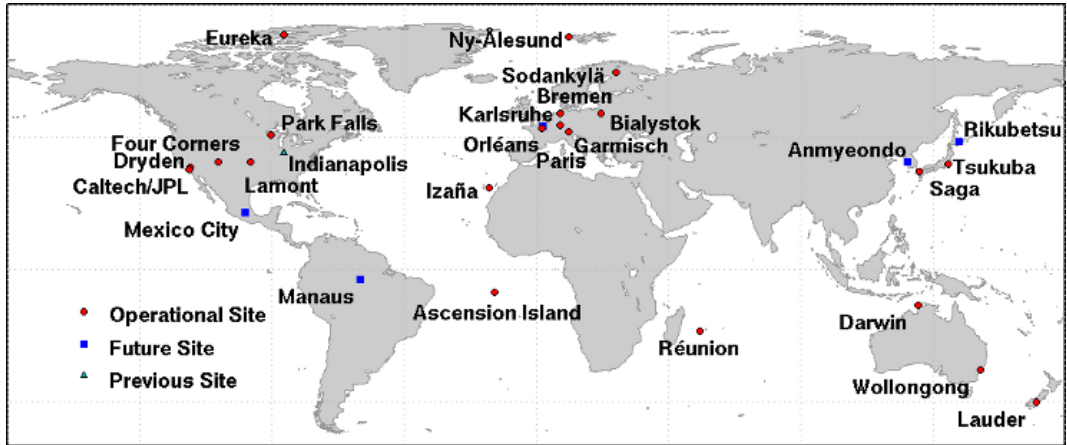 Eureka
Ny-Ålesund
Sodankylä
Bremen
Karlsruhe
Park Falls
Bialystok
Rikubetsu
Four Corners
Orléans
Garmisch
Anmyeondo
Dryden
Indianapolis
Paris
Tsukuba
Caltech/JPL
Lamont
Izaña
Saga
Mexico City
Manaus
Ascension Island
Operational Site
Darwin
Future Site
Réunion
Previous Site
Wollongong
Lauder